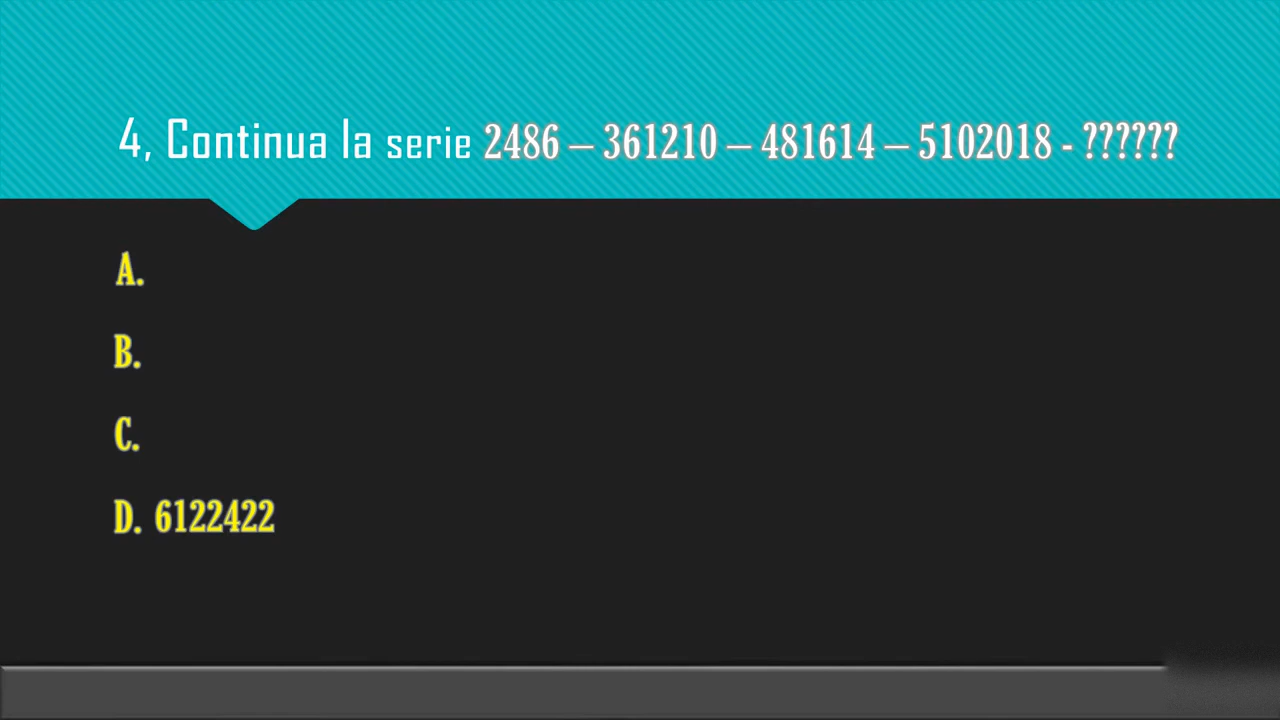 4, Continua la serie 2486 – 361210 – 481614 – 5102018 - ??????
A.
B.
C.
D. 6122422